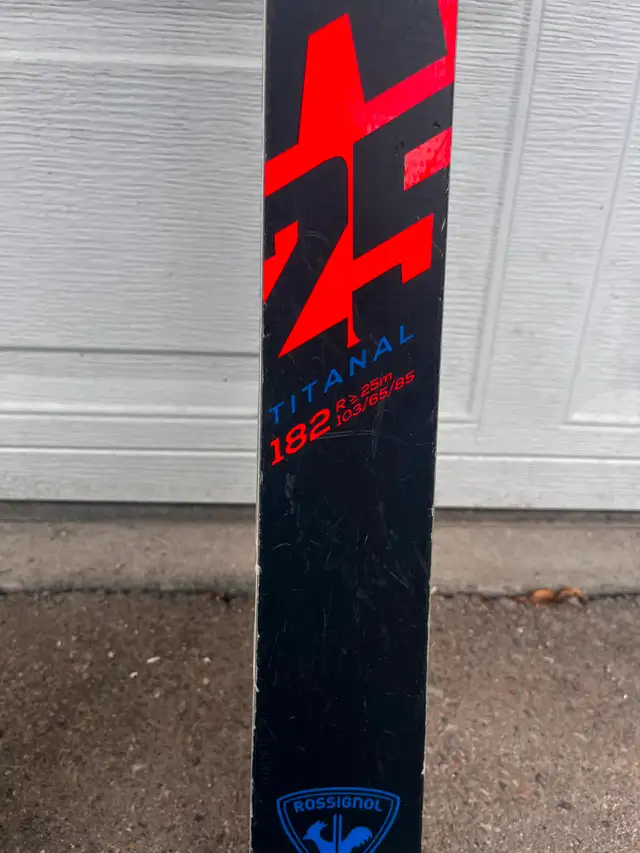 TITANAL
182 R ≥ 25m
103/65/85
ROSSIGNOL